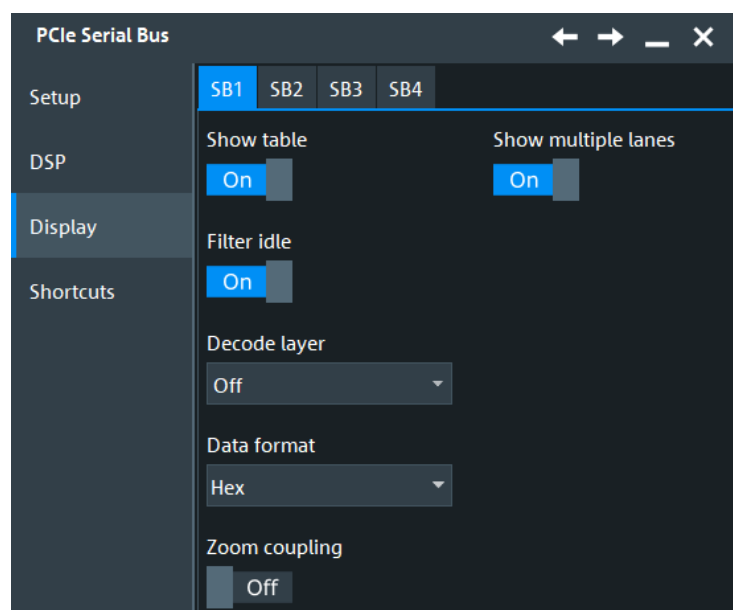 PCIe Serial Bus
Setup
DSP
Display
Shortcuts
SB1 SB2 SB3 SB4
Show table
On
Show multiple lanes
On
Filter idle
On
Decode layer
Off
Data format
Hex
Zoom coupling
Off